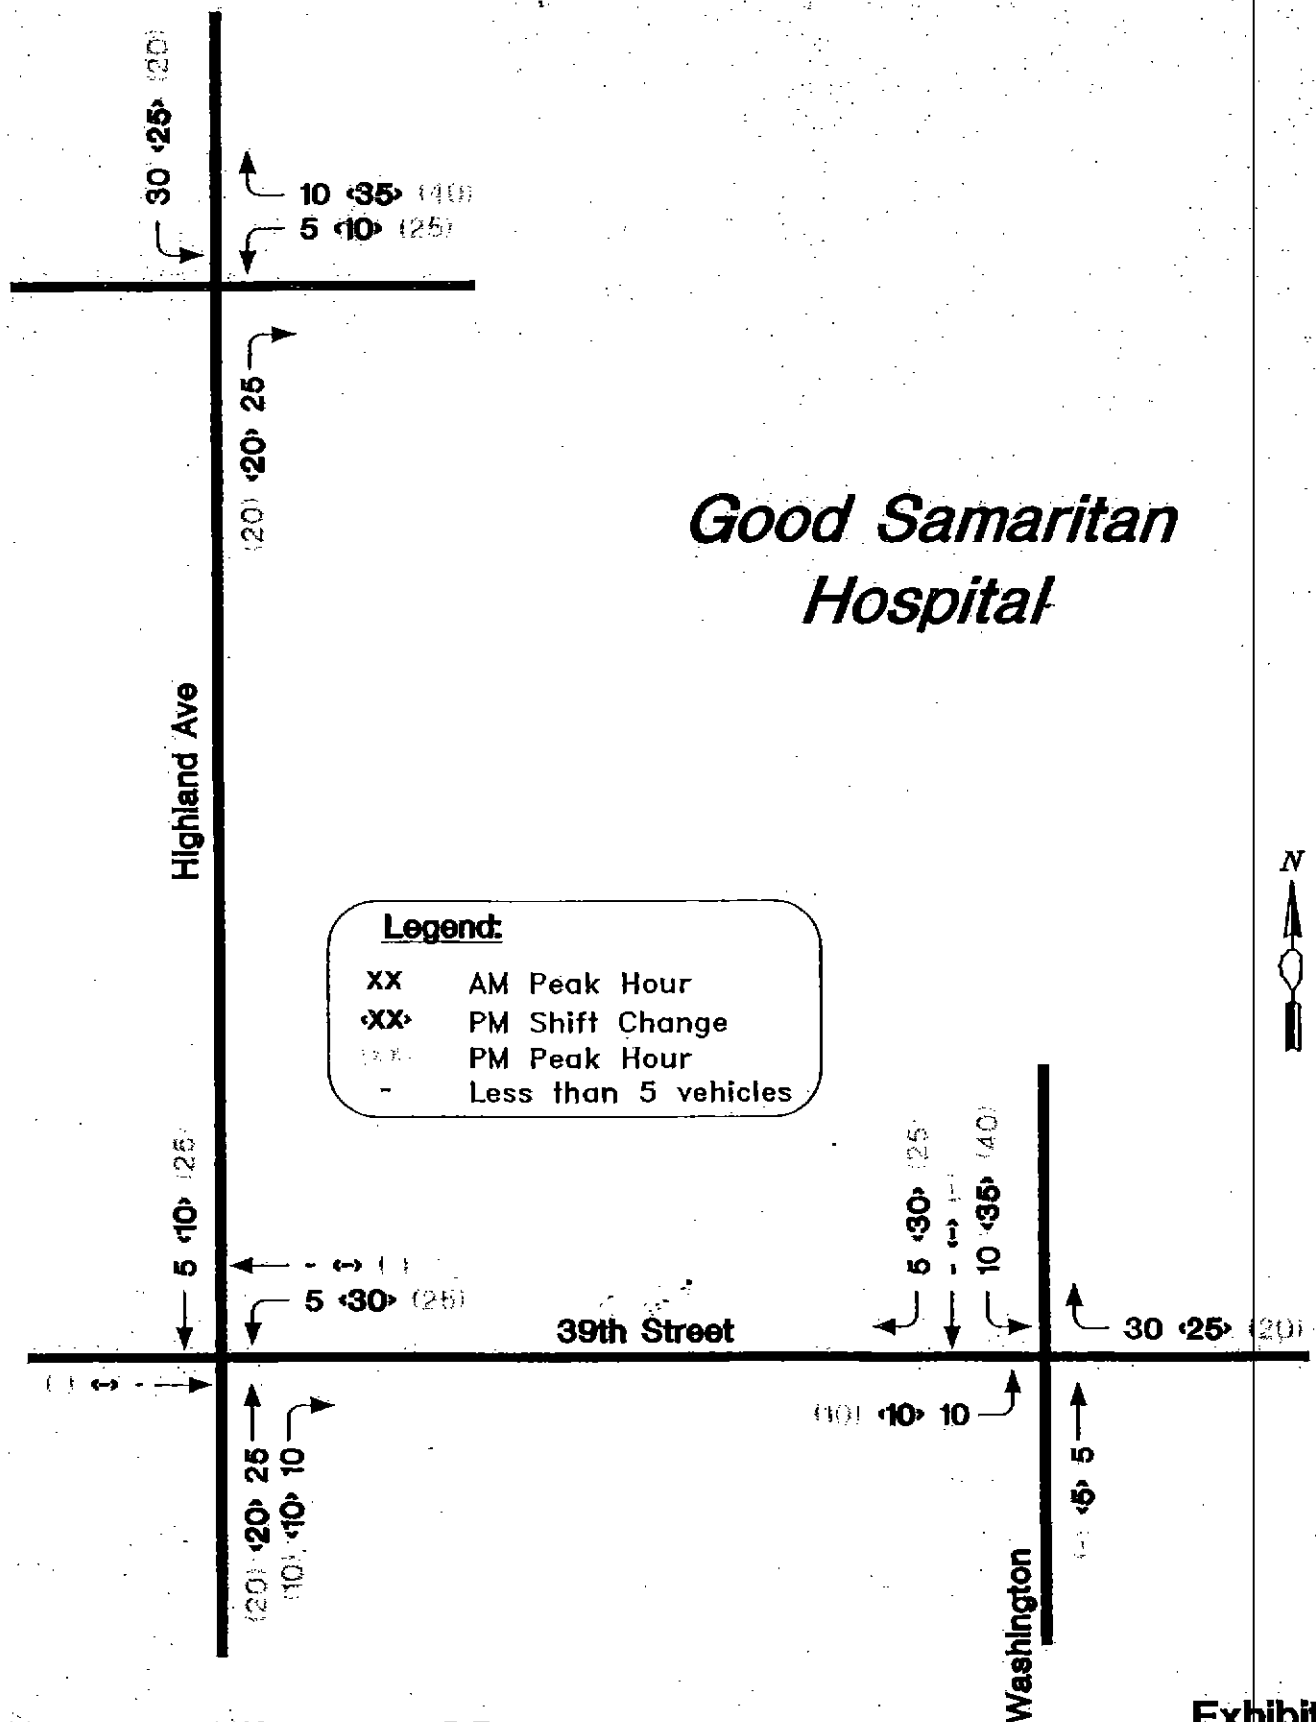 30 <25> (20)
10 <35> (40)
5 <10> (25)
(20) <20> 25
Good Samaritan
Hospital
Highland Ave
N
Legend:
XX AM Peak Hour
<XX> PM Shift Change
PM Peak Hour
- Less than 5 vehicles
5 <10> (25)
- <-> ( )
5 <30> (25)
39th Street
5 <30> (25)
- <-> (-)
10 <35> (40)
30 <25> (20)
( ) <-> -
(20) <20> 25
(10) <10> 10
(10) <10> 10
(-) <5> 5
Washington
Exhibit